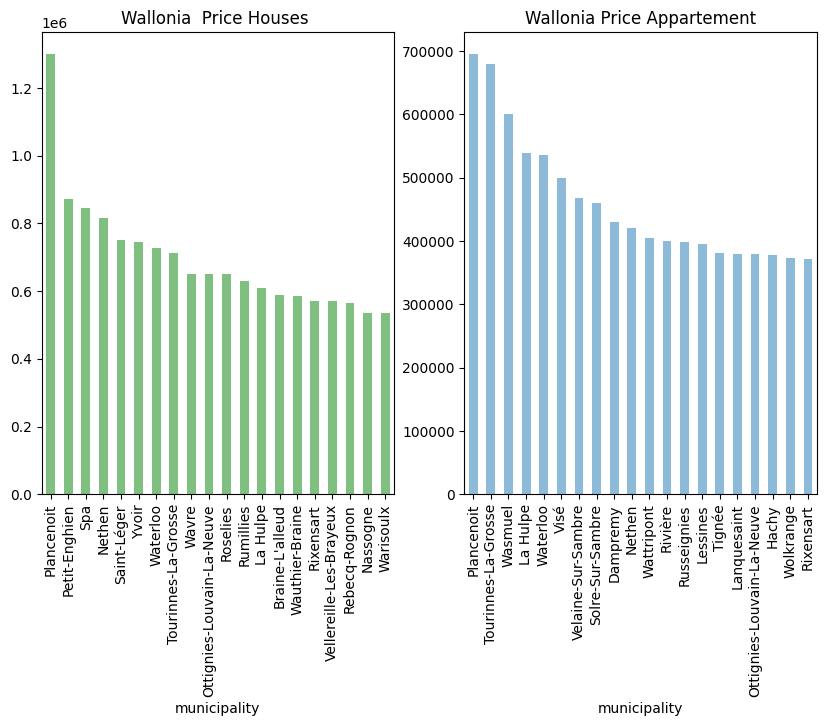 Wallonia  Price Houses
1e6
1.2
1.0
0.8
0.6
0.4
0.2
0.0
Plancenoit
Petit-Enghien
Spa
Nethen
Saint-Léger
Yvoir
Waterloo
Tourinnes-La-Grosse
Wavre
Ottignies-Louvain-La-Neuve
Roselies
Rumillies
La Hulpe
Braine-L'alleud
Wauthier-Braine
Rixensart
Vellereille-Les-Brayeux
Rebecq-Rognon
Nassogne
Warisoulx
municipality
Wallonia Price Appartement
700000
600000
500000
400000
300000
200000
100000
0
Plancenoit
Tourinnes-La-Grosse
Wasmuel
La Hulpe
Waterloo
Visé
Velaine-Sur-Sambre
Solre-Sur-Sambre
Dampremy
Nethen
Wattripont
Rivière
Russeignies
Lessines
Tignée
Lanquesaint
Ottignies-Louvain-La-Neuve
Hachy
Wolkrange
Rixensart
municipality